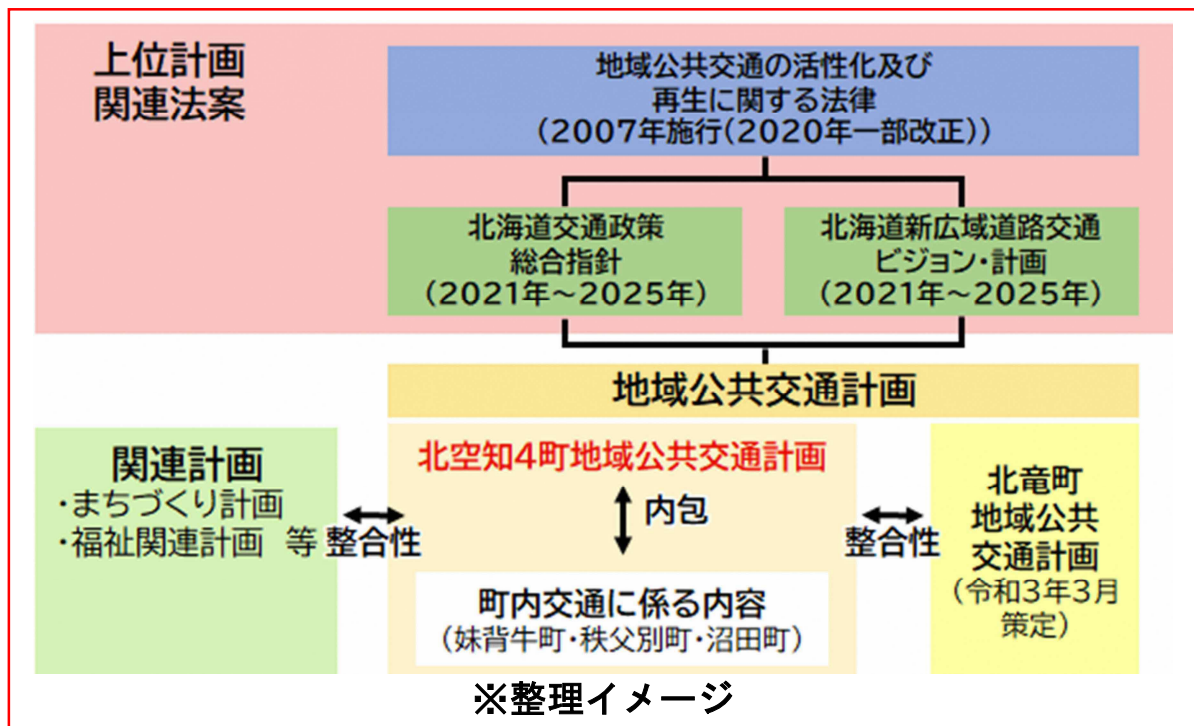 上位計画
関連法案
地域公共交通の活性化及び
再生に関する法律
（2007年施行(2020年一部改正)）
北海道交通政策
総合指針
（2021年～2025年）
北海道新広域道路交通
ビジョン・計画
（2021年～2025年）
地域公共交通計画
関連計画
・まちづくり計画
・福祉関連計画 等
整合性
北空知4町地域公共交通計画
内包
町内交通に係る内容
（妹背牛町・秩父別町・沼田町）
整合性
北竜町
地域公共
交通計画
（令和3年3月
策定）
※整理イメージ